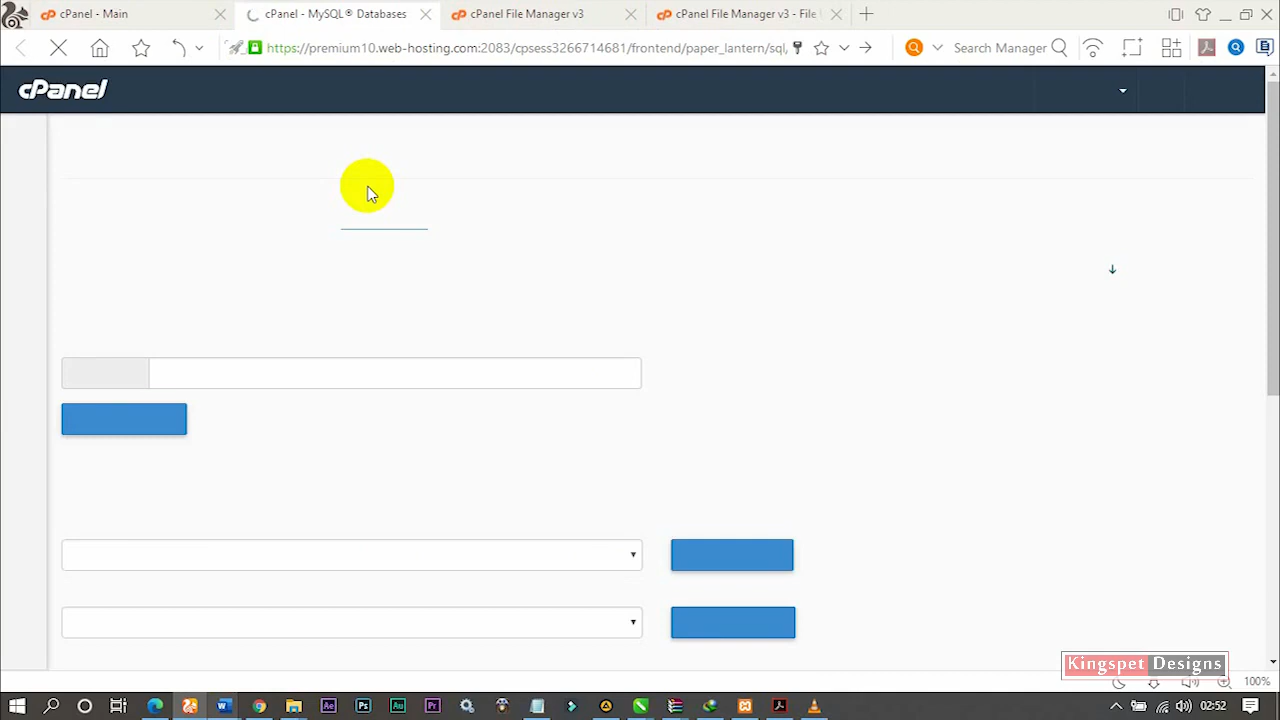 cPanel - Main
cPanel - MySQL® Databases
cPanel File Manager v3
cPanel File Manager v3 - File
https://premium10.web-hosting.com:2083/cpsess3266714681/frontend/paper_lantern/sql,
Search Manager
cPanel
Kingspet Designs
100%
02:52